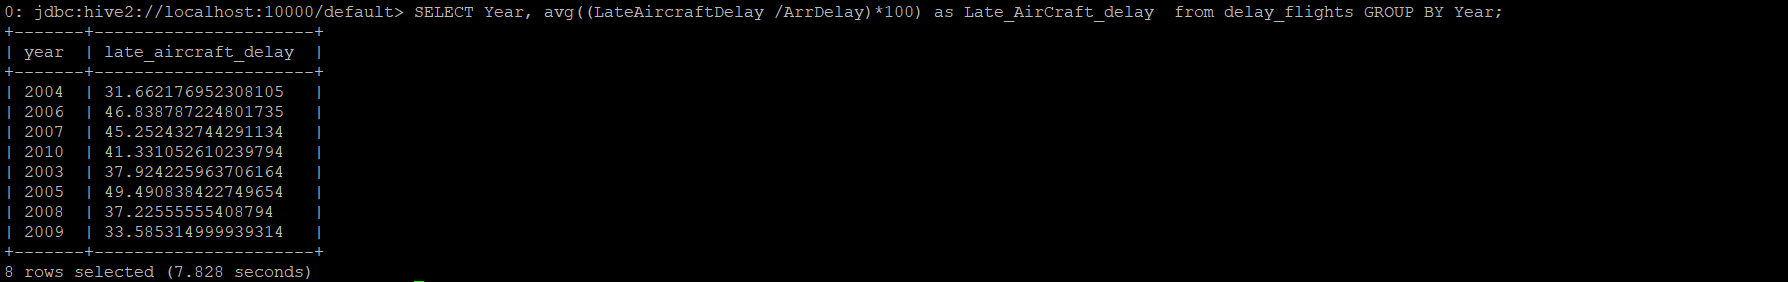 0: jdbc:hive2://localhost:10000/default> SELECT Year, avg((LateAircraftDelay /ArrDelay)*100) as Late_AirCraft_delay  from delay_flights GROUP BY Year;
+-------+----------------------+
| year  | late_aircraft_delay  |
+-------+----------------------+
| 2004  | 31.662176952308105   |
| 2006  | 46.838787224801735   |
| 2007  | 45.252432744291134   |
| 2010  | 41.331052610239794   |
| 2003  | 37.924225963706164   |
| 2005  | 49.490838422749654   |
| 2008  | 37.22555555408794    |
| 2009  | 33.585314999939314   |
+-------+----------------------+
8 rows selected (7.828 seconds)